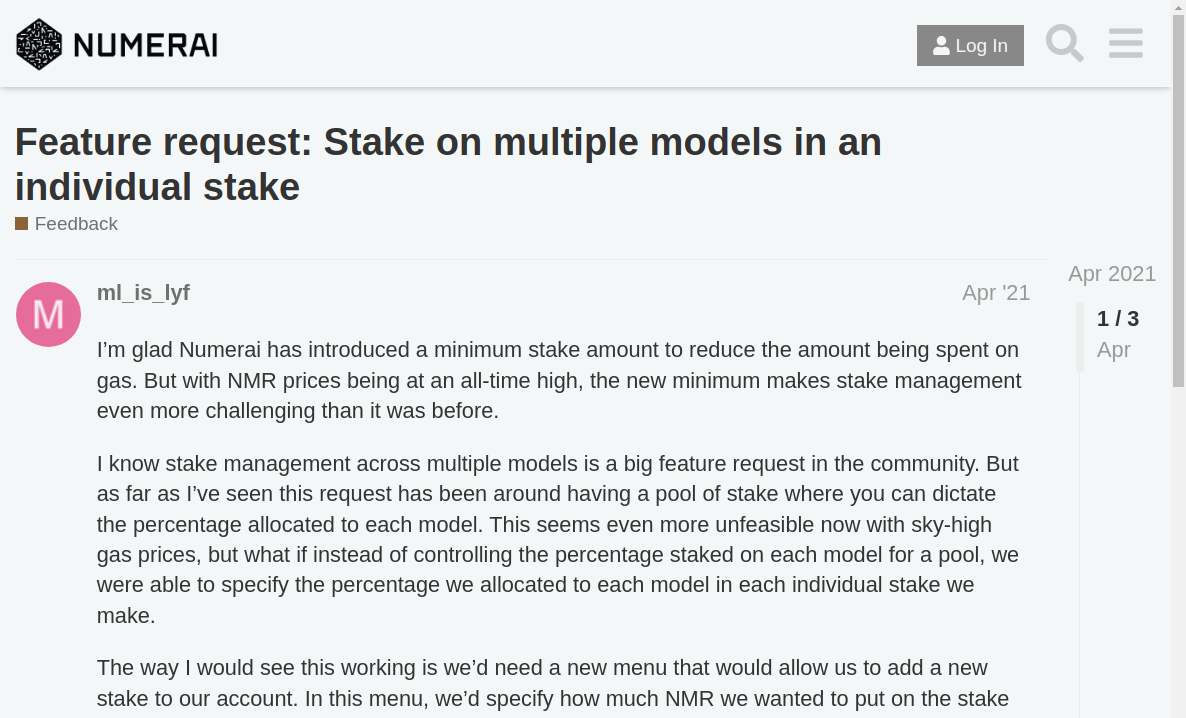 NUMERAI
Log In
Feature request: Stake on multiple models in an
individual stake
Feedback
Apr 2021
ml_is_lyf
Apr '21
1 / 3
Apr
M
I’m glad Numerai has introduced a minimum stake amount to reduce the amount being spent on
gas. But with NMR prices being at an all-time high, the new minimum makes stake management
even more challenging than it was before.
I know stake management across multiple models is a big feature request in the community. But
as far as I’ve seen this request has been around having a pool of stake where you can dictate
the percentage allocated to each model. This seems even more unfeasible now with sky-high
gas prices, but what if instead of controlling the percentage staked on each model for a pool, we
were able to specify the percentage we allocated to each model in each individual stake we
make.
The way I would see this working is we’d need a new menu that would allow us to add a new
stake to our account. In this menu, we’d specify how much NMR we wanted to put on the stake